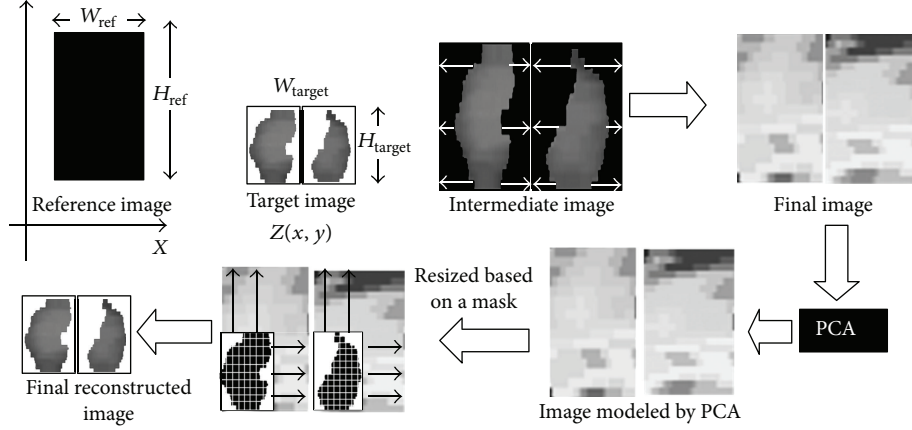 W_ref
H_ref
Reference image
X
W_target
H_target
Target image
Z(x, y)
Intermediate image
Final image
PCA
Image modeled by PCA
Resized based
on a mask
Final reconstructed
image